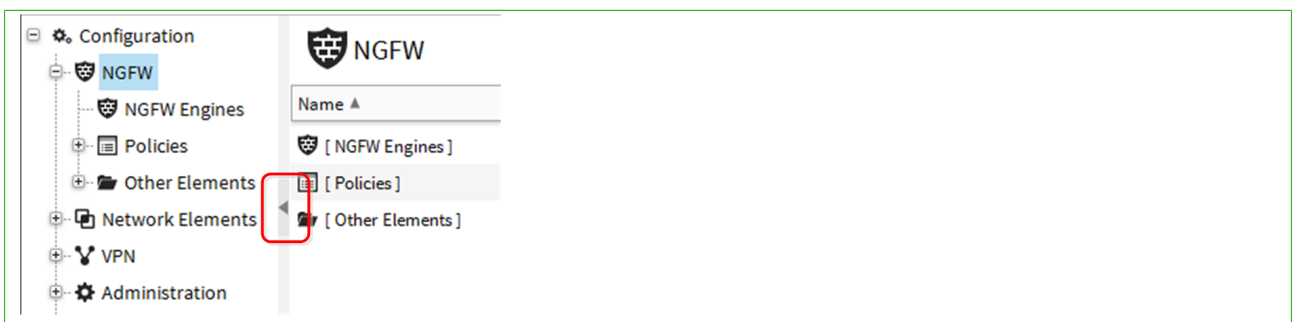 Configuration
NGFW
NGFW Engines
Policies
Other Elements
Network Elements
VPN
Administration
NGFW
Name
[ NGFW Engines ]
[ Policies ]
[ Other Elements ]